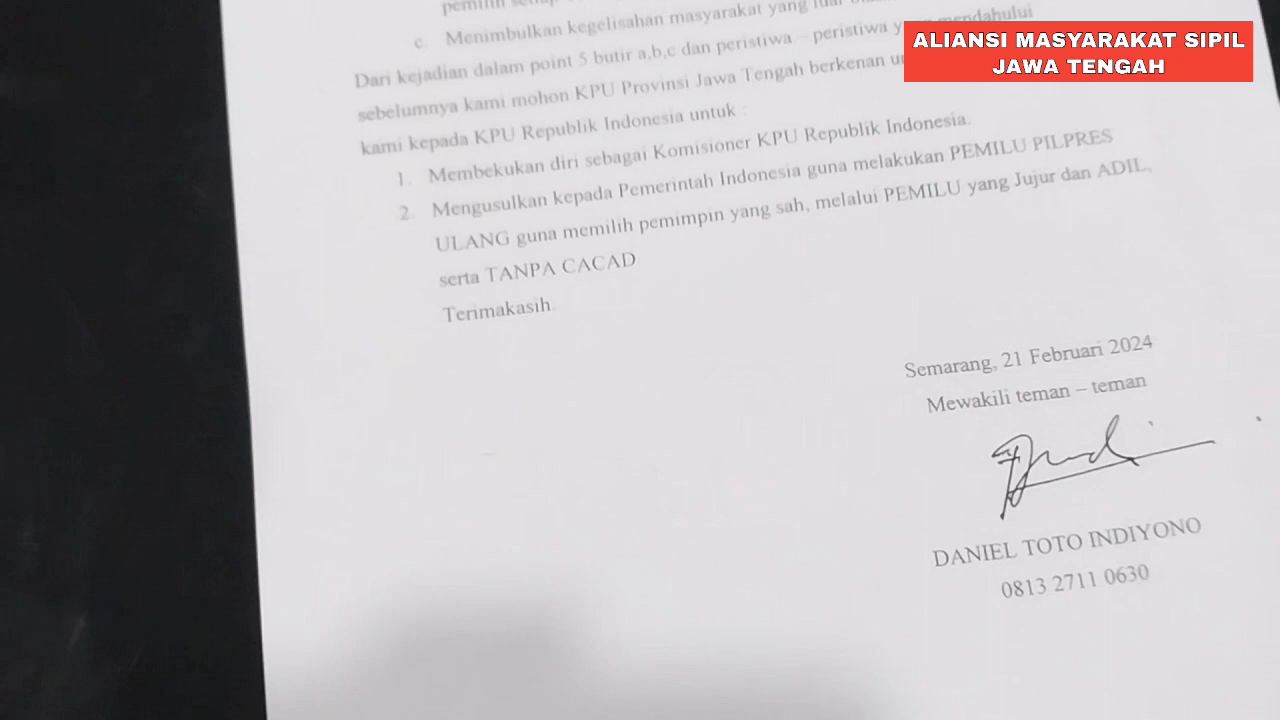 ALIANSI MASYARAKAT SIPIL
JAWA TENGAH
c. Menimbulkan kegelisahan masyarakat yang luar
Dari kejadian dalam point 5 butir a,b,c dan peristiwa – peristiwa yang mendahului
sebelumnya kami mohon KPU Provinsi Jawa Tengah berkenan
kami kepada KPU Republik Indonesia untuk :
1. Membekukan diri sebagai Komisioner KPU Republik Indonesia.
2. Mengusulkan kepada Pemerintah Indonesia guna melakukan PEMILU PILPRES
ULANG guna memilih pemimpin yang sah, melalui PEMILU yang Jujur dan ADIL,
serta TANPA CACAD
Terimakasih.
Semarang, 21 Februari 2024
Mewakili teman – teman
DANIEL TOTO INDIYONO
0813 2711 0630